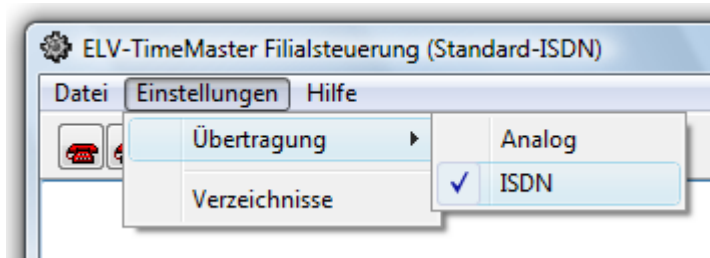 ELV-TimeMaster Filialsteuerung (Standard-ISDN)
Datei Einstellungen Hilfe
Übertragung Analog
ISDN
Verzeichnisse